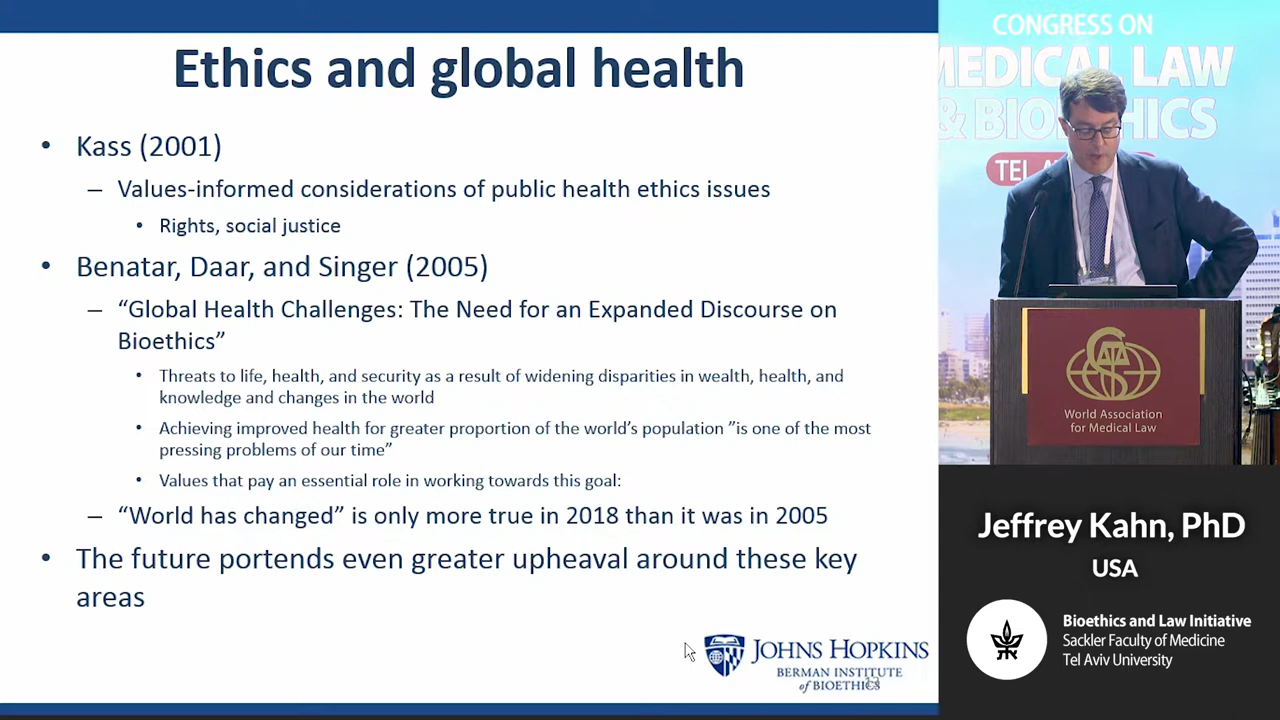 Ethics and global health
• Kass (2001)
– Values-informed considerations of public health ethics issues
• Rights, social justice
• Benatar, Daar, and Singer (2005)
– “Global Health Challenges: The Need for an Expanded Discourse on
Bioethics”
• Threats to life, health, and security as a result of widening disparities in wealth, health, and
knowledge and changes in the world
• Achieving improved health for greater proportion of the world’s population ”is one of the most
pressing problems of our time”
• Values that pay an essential role in working towards this goal:
– “World has changed” is only more true in 2018 than it was in 2005
• The future portends even greater upheaval around these key
areas
JOHNS HOPKINS
BERMAN INSTITUTE
of BIOETHICS
CONGRESS ON
MEDICAL LAW
& BIOETHICS
TEL
World Association
for Medical Law
Jeffrey Kahn, PhD
USA
Bioethics and Law Initiative
Sackler Faculty of Medicine
Tel Aviv University